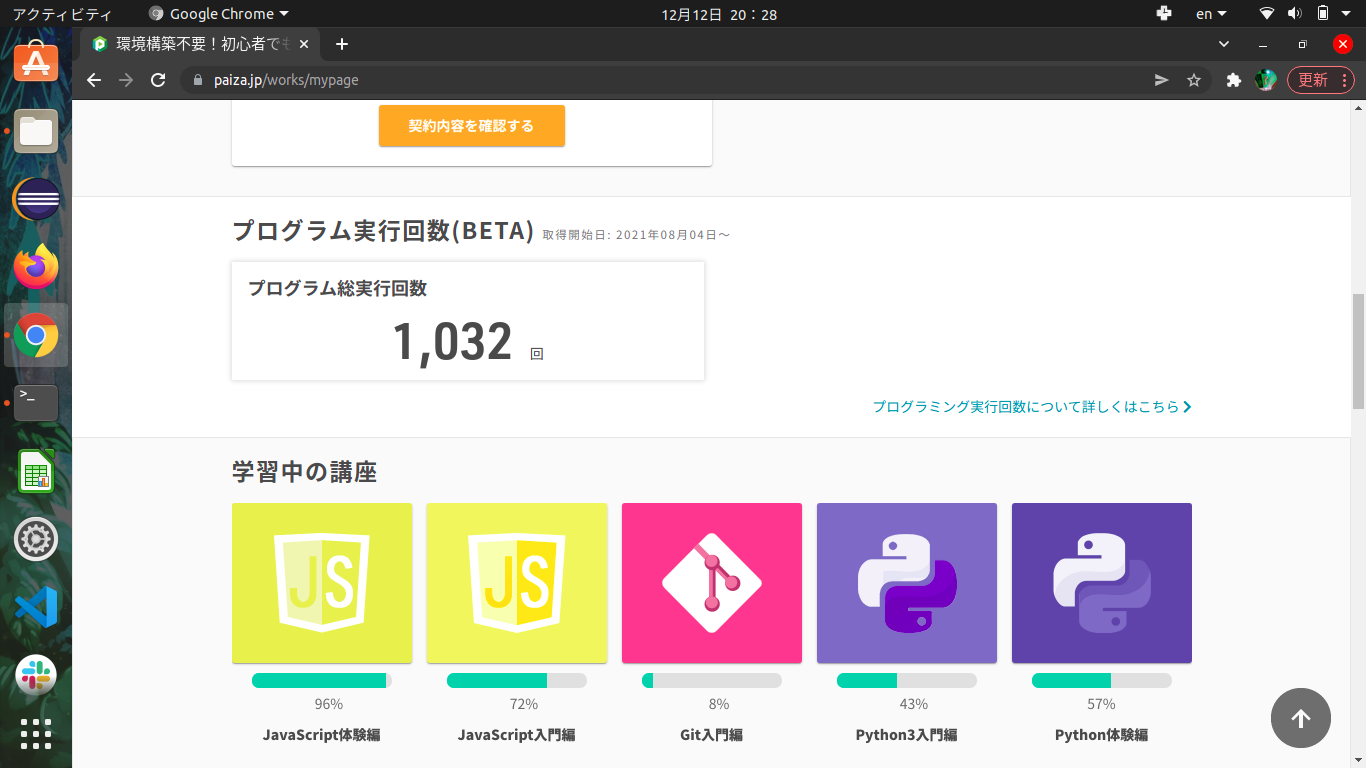 アクティビティ Google Chrome 12月12日 20：28 en
環境構築不要！初心者でも
paiza.jp/works/mypage 更新
契約内容を確認する
プログラム実行回数(BETA) 取得開始日: 2021年08月04日〜
プログラム総実行回数
1,032 回
プログラミング実行回数について詳しくはこちら
学習中の講座
JS JS
96% 72% 8% 43% 57%
JavaScript体験編 JavaScript入門編 Git入門編 Python3入門編 Python体験編